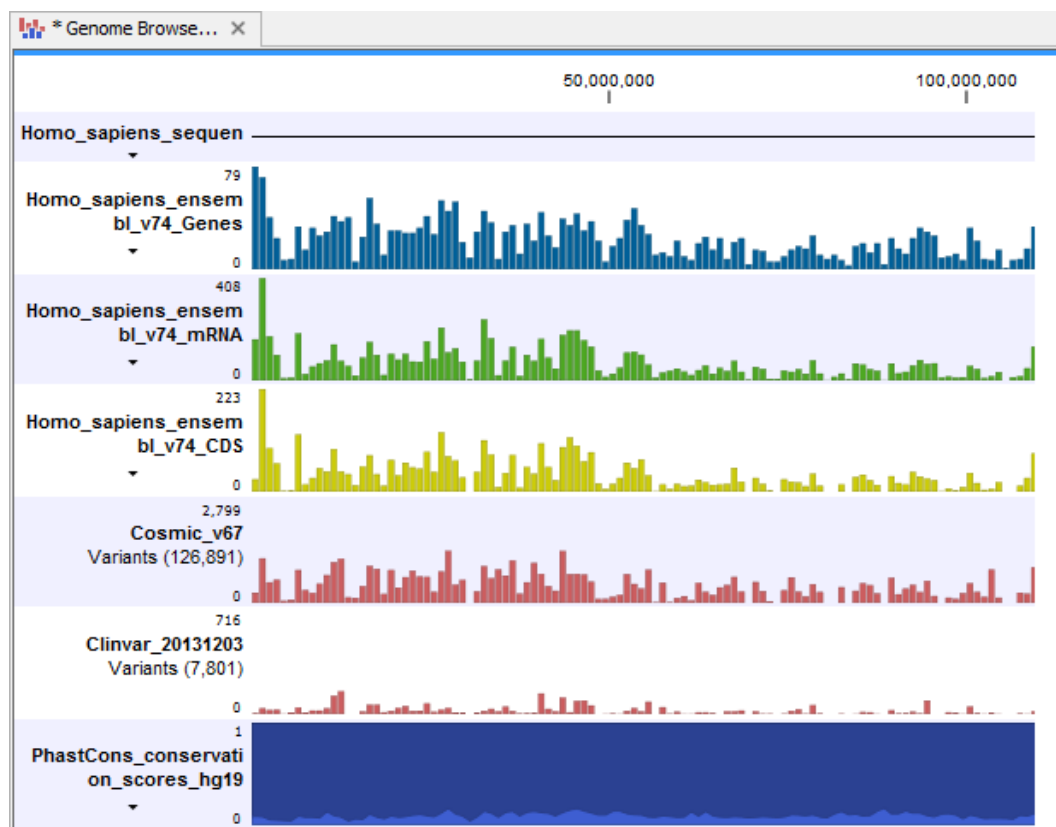 * Genome Browse...
50,000,000 100,000,000
Homo_sapiens_sequen
79
Homo_sapiens_ensem
bl_v74_Genes
0
408
Homo_sapiens_ensem
bl_v74_mRNA
0
223
Homo_sapiens_ensem
bl_v74_CDS
0
2,799
Cosmic_v67
Variants (126,891)
0
716
Clinvar_20131203
Variants (7,801)
0
1
PhastCons_conservati
on_scores_hg19
0